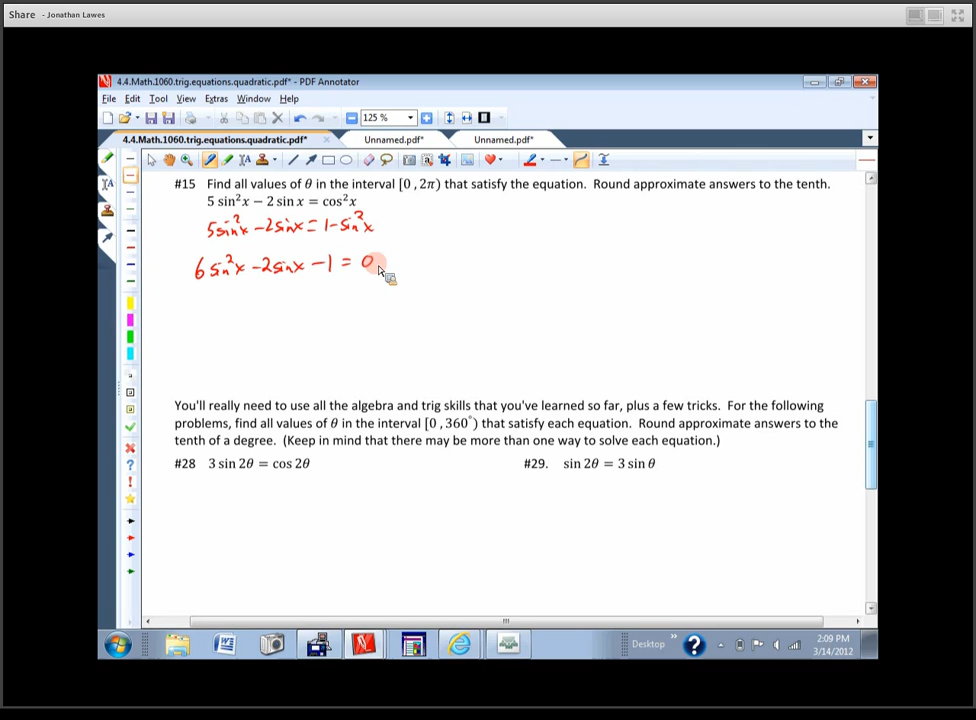 Share - Jonathan Lawes
4.4.Math.1060.trig.equations.quadratic.pdf* - PDF Annotator
File Edit Tool View Extras Window Help
125 %
4.4.Math.1060.trig.equations.quadratic.pdf* Unnamed.pdf* Unnamed.pdf*
#15 Find all values of θ in the interval [0 , 2π) that satisfy the equation. Round approximate answers to the tenth.
5 sin²x − 2 sin x = cos²x
5sin²x -2sinx = 1-sin²x
6sin²x -2sinx -1 = 0
You'll really need to use all the algebra and trig skills that you've learned so far, plus a few tricks. For the following
problems, find all values of θ in the interval [0 , 360°) that satisfy each equation. Round approximate answers to the
tenth of a degree. (Keep in mind that there may be more than one way to solve each equation.)
#28 3 sin 2θ = cos 2θ #29. sin 2θ = 3 sin θ
Desktop
2:09 PM
3/14/2012